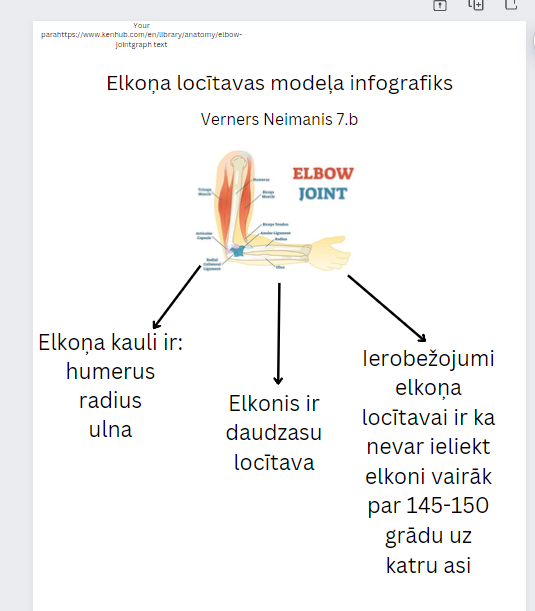 Your
parahttps://www.kenhub.com/en/library/anatomy/elbow-
jointgraph text
Elkoņa locītavas modeļa infografiks
Verners Neimanis 7.b
ELBOW
JOINT
Humerus
Triceps
Muscle
Biceps
Muscle
Biceps Tendon
Anular Ligament
Radius
Articular
Capsule
Radial
Collateral
Ligament
Ulna
Elkoņa kauli ir:
humerus
radius
ulna
Elkonis ir
daudzasu
locītava
Ierobežojumi
elkoņa
locītavai ir ka
nevar ieliekt
elkoni vairāk
par 145-150
grādu uz
katru asi